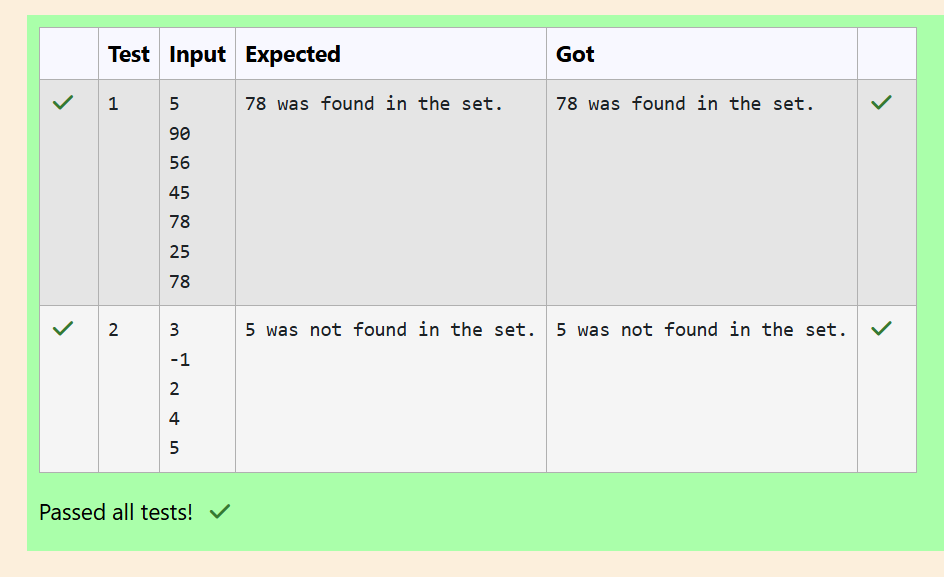 Test Input Expected Got
1 5 78 was found in the set. 78 was found in the set.
90
56
45
78
25
78
2 3 5 was not found in the set. 5 was not found in the set.
-1
2
4
5
Passed all tests!